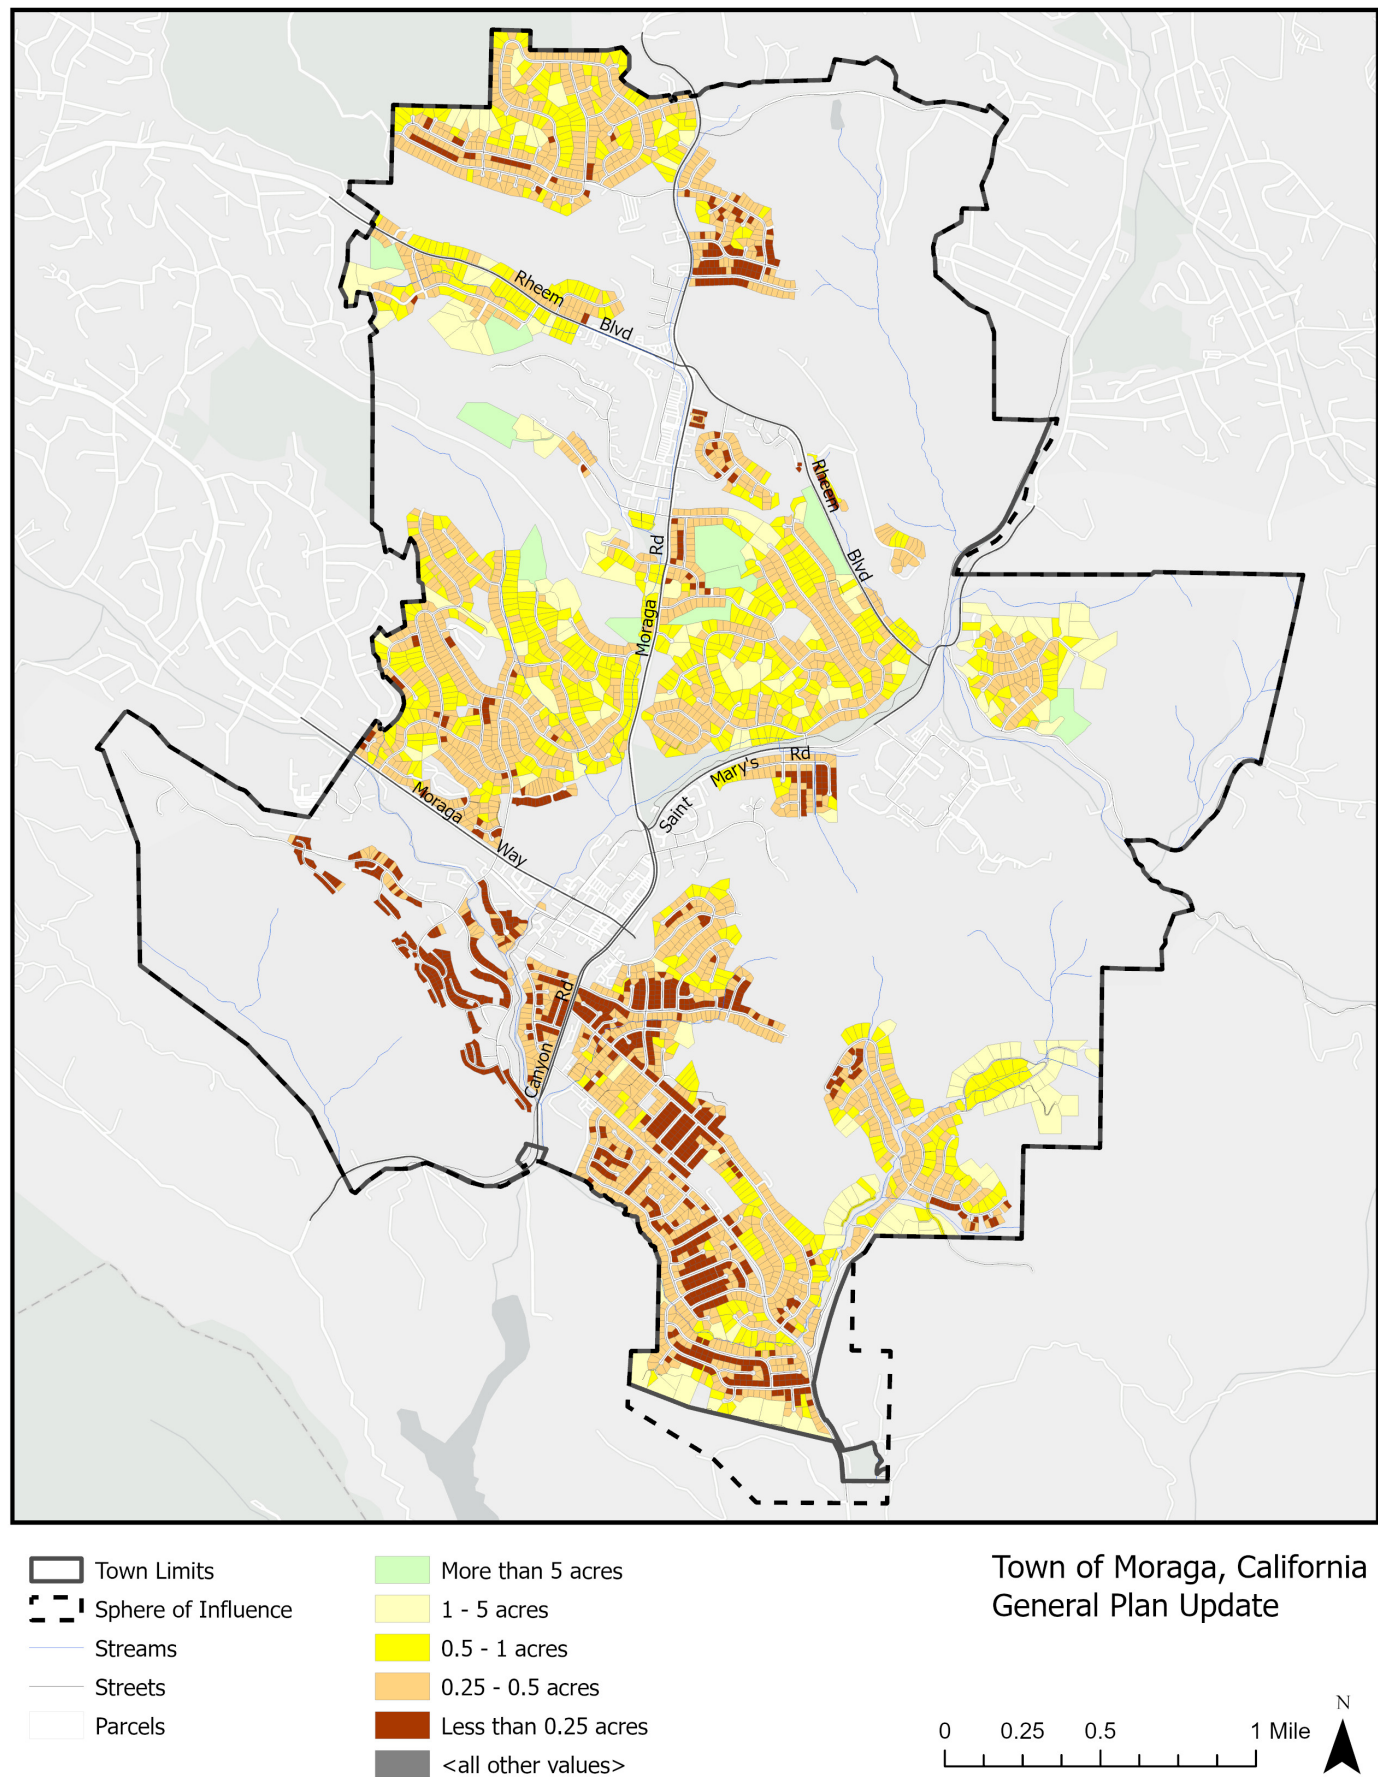 Rheem
Blvd
Rheem
Blvd
Rd
Moraga
Rd
Mary's
Saint
Moraga
Way
Rd
Canyon
Town Limits
Sphere of Influence
Streams
Streets
Parcels
More than 5 acres
1 - 5 acres
0.5 - 1 acres
0.25 - 0.5 acres
Less than 0.25 acres
<all other values>
Town of Moraga, California
General Plan Update
N
0 0.25 0.5 1 Mile